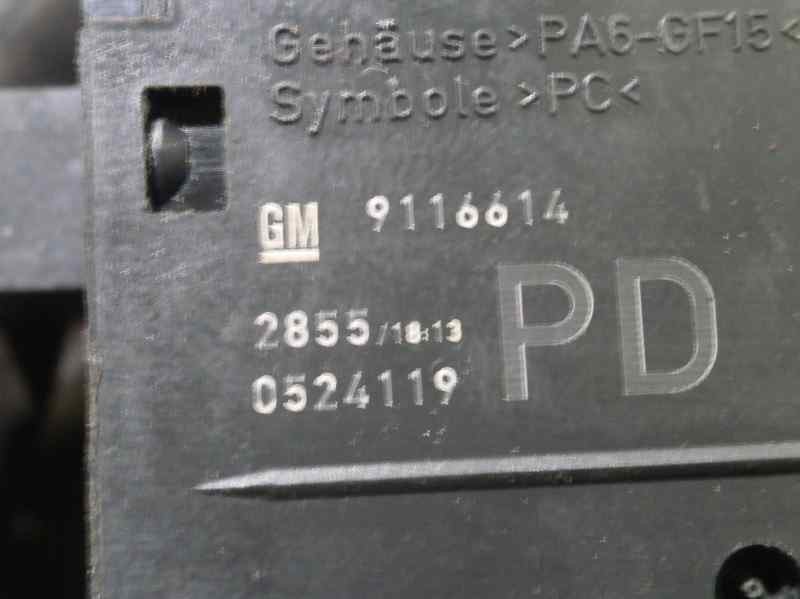 Gehäuse >PA6-GF15<
Symbole >PC<
GM 9116614
2855/18:13
0524119
PD